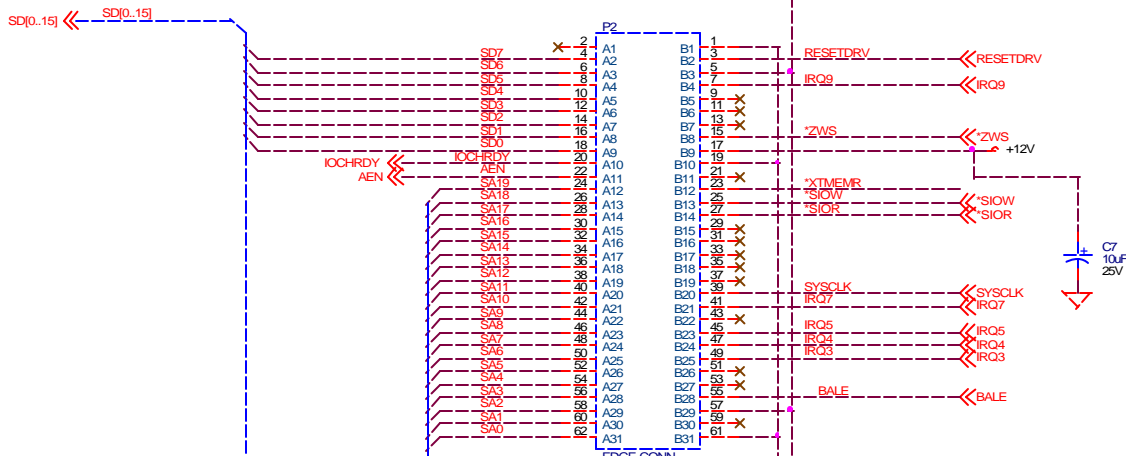 SD[0..15] SD[0..15]
P2
2 A1 B1 1
SD7 4 A2 B2 3 RESETDRV RESETDRV
SD6 6 A3 B3 5
SD5 8 A4 B4 7 IRQ9 IRQ9
SD4 10 A5 B5 9
SD3 12 A6 B6 11
SD2 14 A7 B7 13
SD1 16 A8 B8 15 *ZWS *ZWS
SD0 18 A9 B9 17 +12V
IOCHRDY IOCHRDY 20 A10 B10 19
AEN AEN 22 A11 B11 21
SA19 24 A12 B12 23 *XTMEMR
SA18 26 A13 B13 25 *SIOW *SIOW
SA17 28 A14 B14 27 *SIOR *SIOR
SA16 30 A15 B15 29
SA15 32 A16 B16 31
SA14 34 A17 B17 33
SA13 36 A18 B18 35
SA12 38 A19 B19 37
SA11 40 A20 B20 39 SYSCLK SYSCLK
SA10 42 A21 B21 41 IRQ7 IRQ7
SA9 44 A22 B22 43
SA8 46 A23 B23 45 IRQ5 IRQ5
SA7 48 A24 B24 47 IRQ4 IRQ4
SA6 50 A25 B25 49 IRQ3 IRQ3
SA5 52 A26 B26 51
SA4 54 A27 B27 53
SA3 56 A28 B28 55 BALE BALE
SA2 58 A29 B29 57
SA1 60 A30 B30 59
SA0 62 A31 B31 61
EDGE CONN
+
C7
10uF
25V